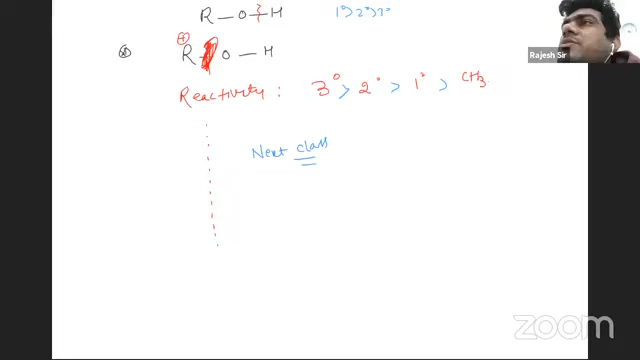 R — O — H 1°>2°>3°
Rajesh Sir
⊕
R — O — H
Reactivity : 3° > 2° > 1° > CH3.
Next class
zoom